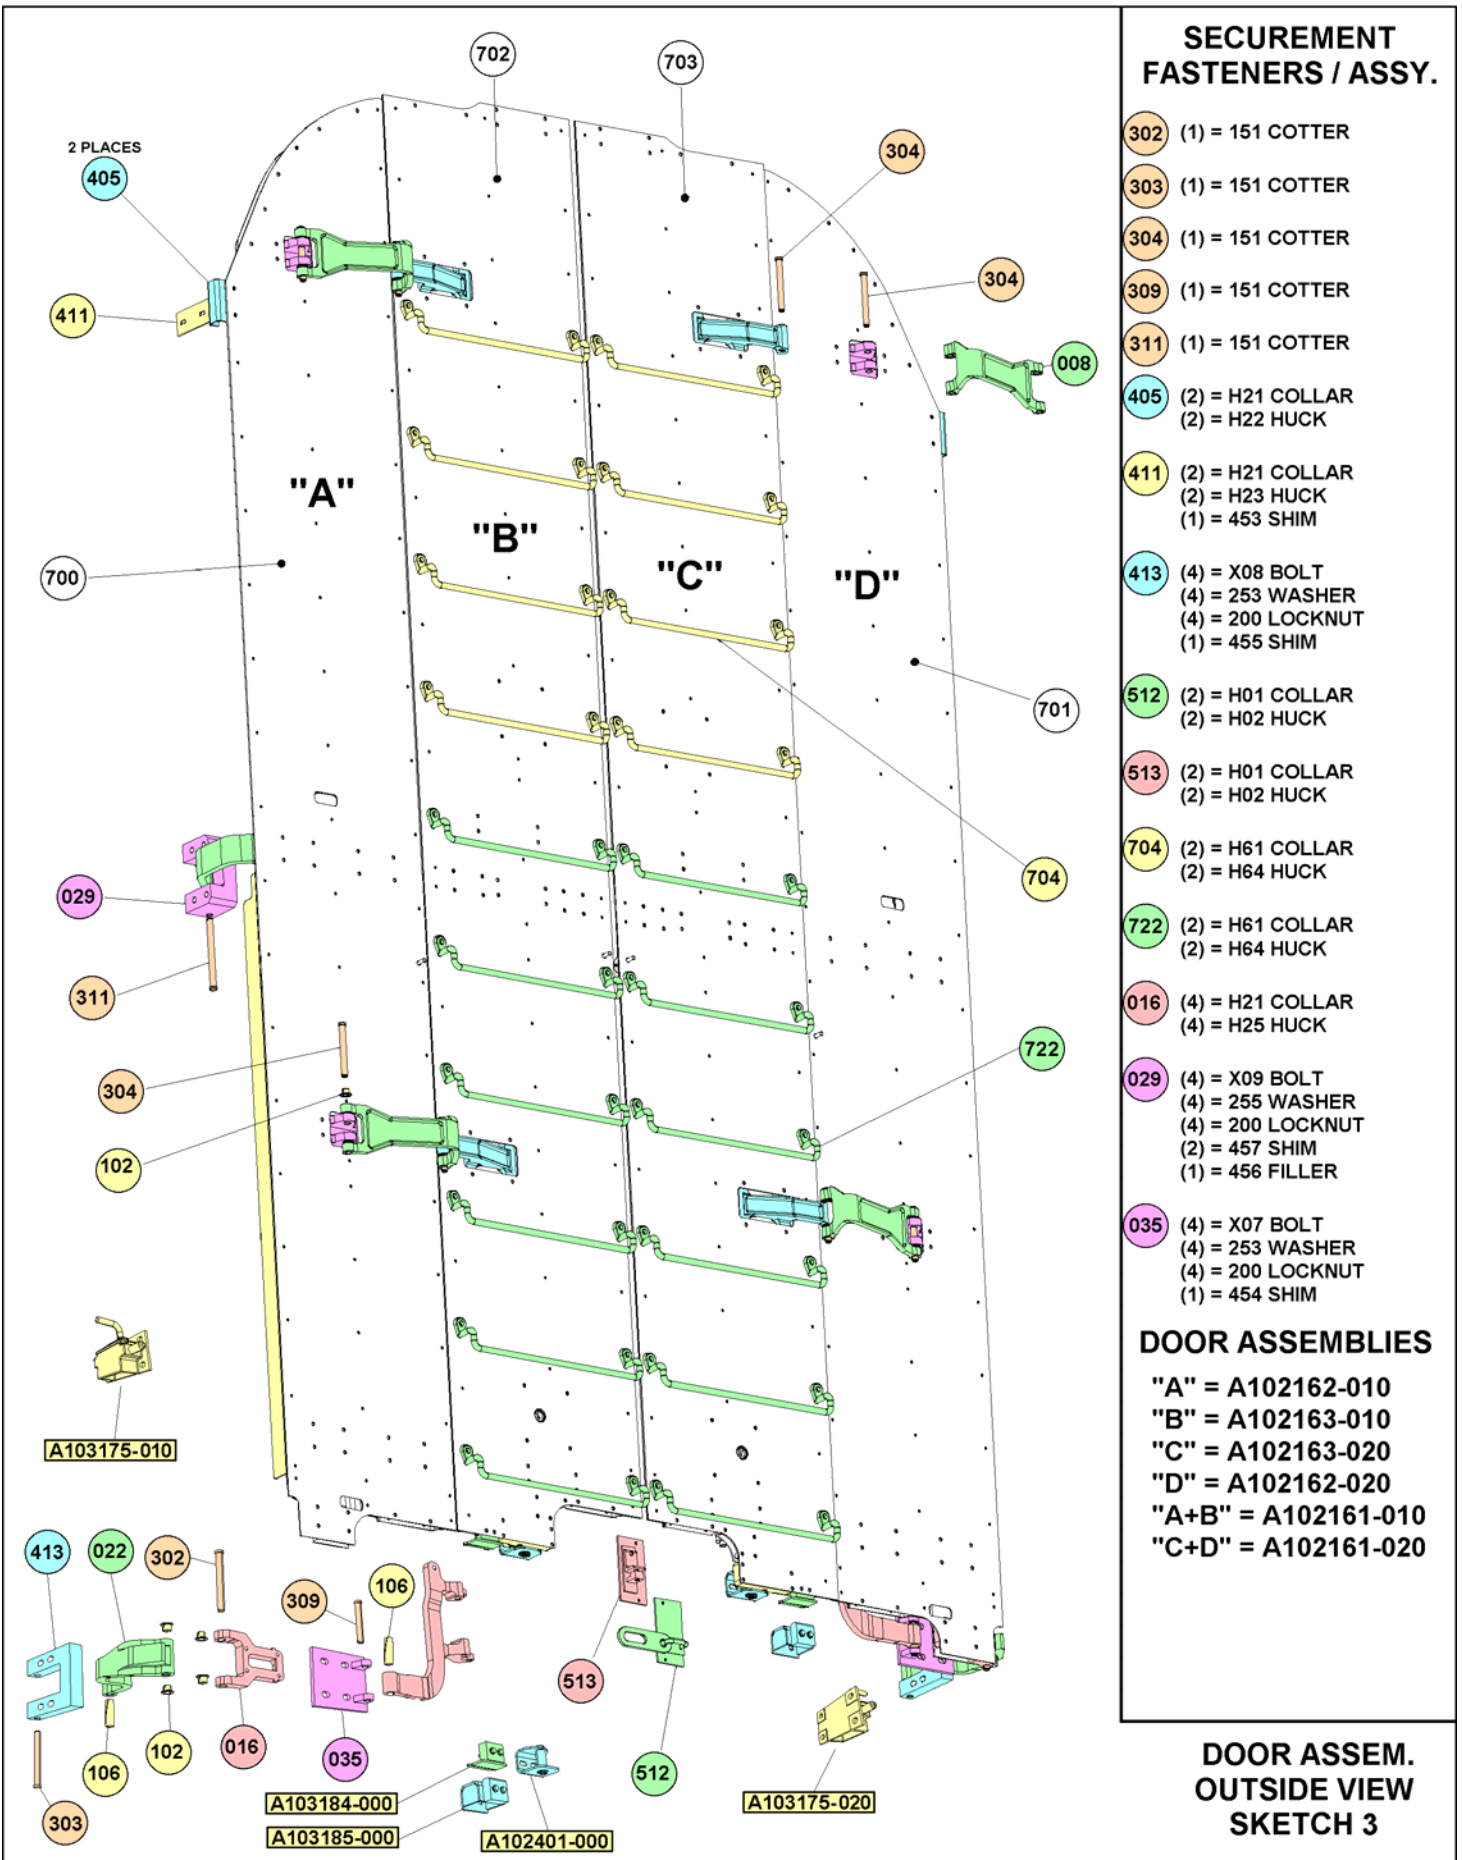 702
703
2 PLACES
405
304
304
411
008
"A"
"B"
"C"
"D"
700
701
029
704
311
304
722
102
A103175-010
413
022
302
309
106
513
106
102
016
035
512
303
A103184-000
A103185-000
A102401-000
A103175-020
SECUREMENT
FASTENERS / ASSY.
302 (1) = 151 COTTER
303 (1) = 151 COTTER
304 (1) = 151 COTTER
309 (1) = 151 COTTER
311 (1) = 151 COTTER
405 (2) = H21 COLLAR
(2) = H22 HUCK
411 (2) = H21 COLLAR
(2) = H23 HUCK
(1) = 453 SHIM
413 (4) = X08 BOLT
(4) = 253 WASHER
(4) = 200 LOCKNUT
(1) = 455 SHIM
512 (2) = H01 COLLAR
(2) = H02 HUCK
513 (2) = H01 COLLAR
(2) = H02 HUCK
704 (2) = H61 COLLAR
(2) = H64 HUCK
722 (2) = H61 COLLAR
(2) = H64 HUCK
016 (4) = H21 COLLAR
(4) = H25 HUCK
029 (4) = X09 BOLT
(4) = 255 WASHER
(4) = 200 LOCKNUT
(2) = 457 SHIM
(1) = 456 FILLER
035 (4) = X07 BOLT
(4) = 253 WASHER
(4) = 200 LOCKNUT
(1) = 454 SHIM
DOOR ASSEMBLIES
"A" = A102162-010
"B" = A102163-010
"C" = A102163-020
"D" = A102162-020
"A+B" = A102161-010
"C+D" = A102161-020
DOOR ASSEM.
OUTSIDE VIEW
SKETCH 3